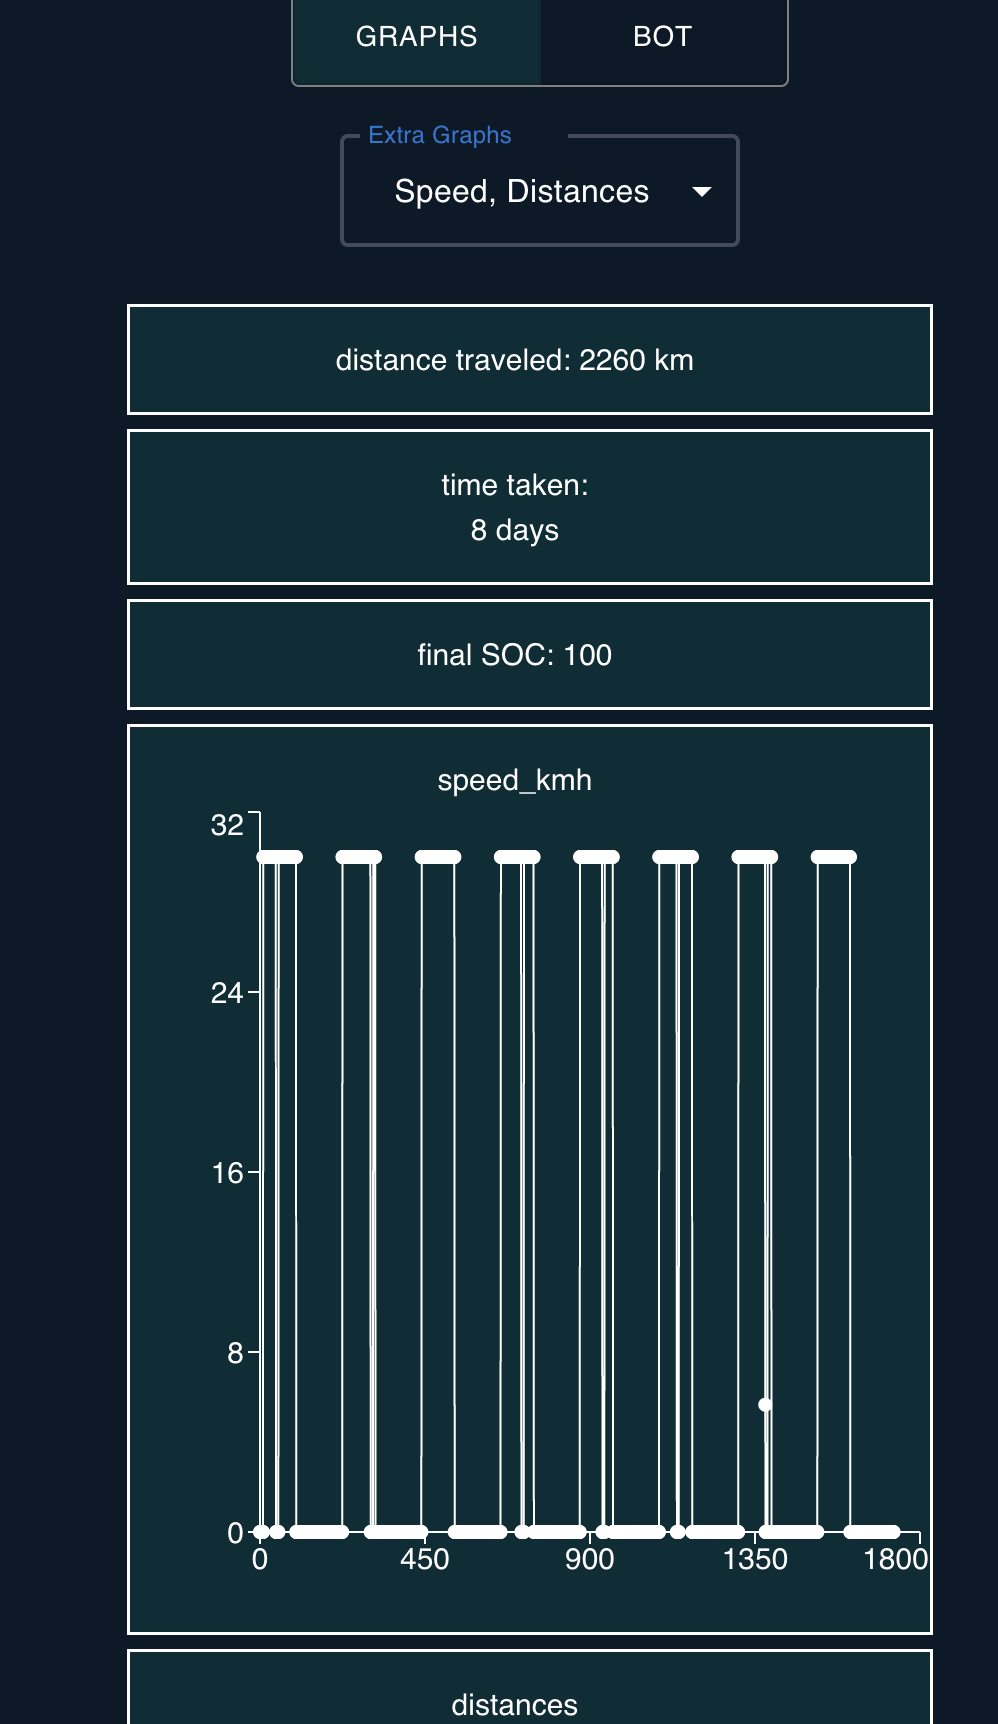 GRAPHS
BOT
Extra Graphs
Speed, Distances
distance traveled: 2260 km
time taken:
8 days
final SOC: 100
speed_kmh
32
24
16
8
0
0 450 900 1350 1800
distances